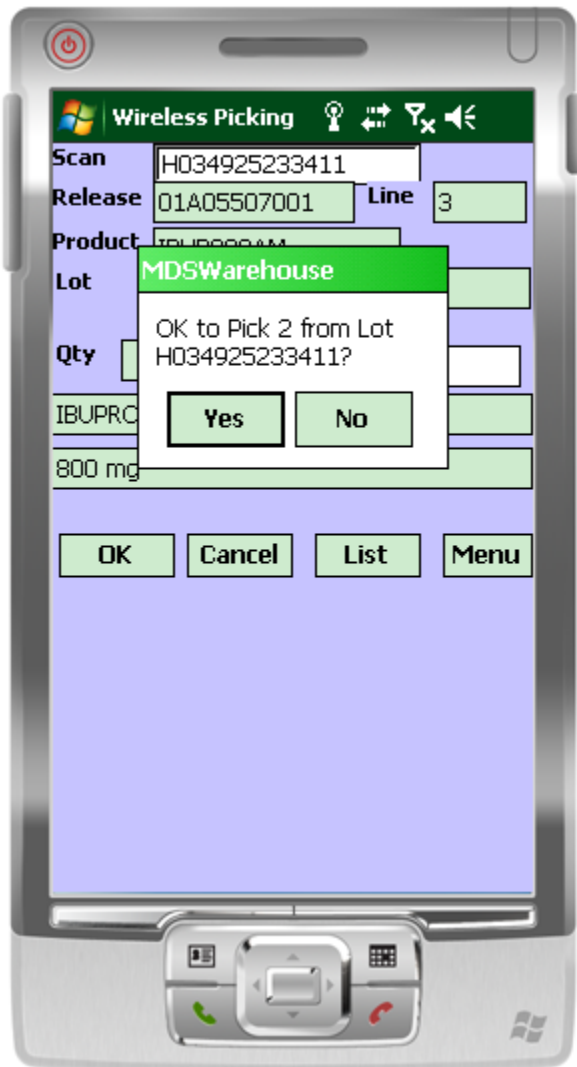 Wireless Picking
Scan H034925233411
Release 01A05507001 Line 3
Product
Lot
MDSWarehouse
OK to Pick 2 from Lot
H034925233411?
Yes No
Qty
800 mg
OK Cancel List Menu